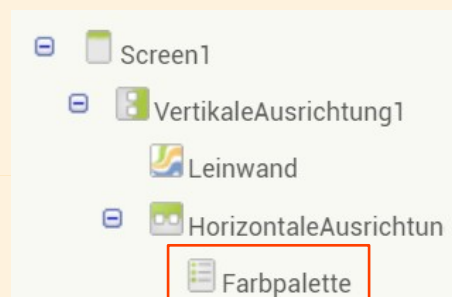 Screen1
VertikaleAusrichtung1
Leinwand
HorizontaleAusrichtun
Farbpalette